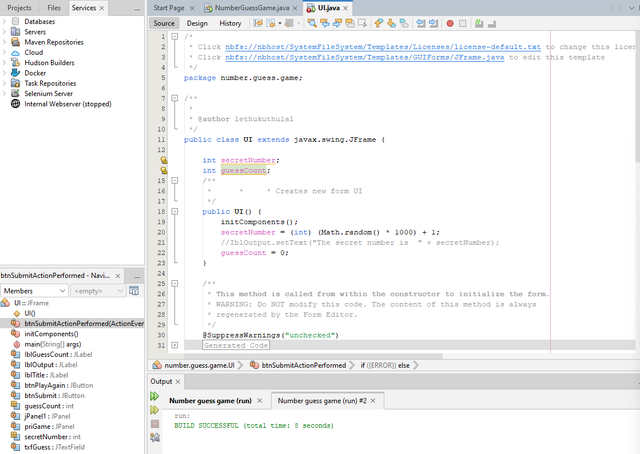 Projects Files Services × Start Page × NumberGuessGame.java × UI.java ×
Databases
Servers
Maven Repositories
Cloud
Hudson Builders
Docker
Task Repositories
Selenium Server
Internal Webserver (stopped)
Source Design History
1 /*
2 * Click nbfs://nbhost/SystemFileSystem/Templates/Licenses/license-default.txt to change this licen
3 * Click nbfs://nbhost/SystemFileSystem/Templates/GUIForms/JFrame.java to edit this template
4 */
5 package number.guess.game;
6
7 /**
8 *
9 * @author lethukuthulal
10 */
11 public class UI extends javax.swing.JFrame {
int secretNumber;
int guessCount;
15 /**
16 * * * Creates new form UI
17 */
18 public UI() {
19 initComponents();
20 secretNumber = (int) (Math.random() * 1000) + 1;
21 //lblOutput.setText("The secret number is " + secretNumber);
22 guessCount = 0;
23 }
24
25 /**
26 * This method is called from within the constructor to initialize the form.
27 * WARNING: Do NOT modify this code. The content of this method is always
28 * regenerated by the Form Editor.
29 */
30 @SuppressWarnings("unchecked")
31 Generated Code
btnSubmitActionPerformed - Navi... ×
Members <empty>
UI :: JFrame
UI()
btnSubmitActionPerformed(ActionEven
initComponents()
main(String[] args)
lblGuessCount : JLabel
lblOutput : JLabel
lblTitle : JLabel
btnPlayAgain : JButton
btnSubmit : JButton
guessCount : int
jPanel1 : JPanel
priGame : JPanel
secretNumber : int
txfGuess : JTextField
number.guess.game.UI btnSubmitActionPerformed if ((ERROR)) else
Output ×
Number guess game (run) × Number guess game (run) #2 ×
run:
BUILD SUCCESSFUL (total time: 8 seconds)